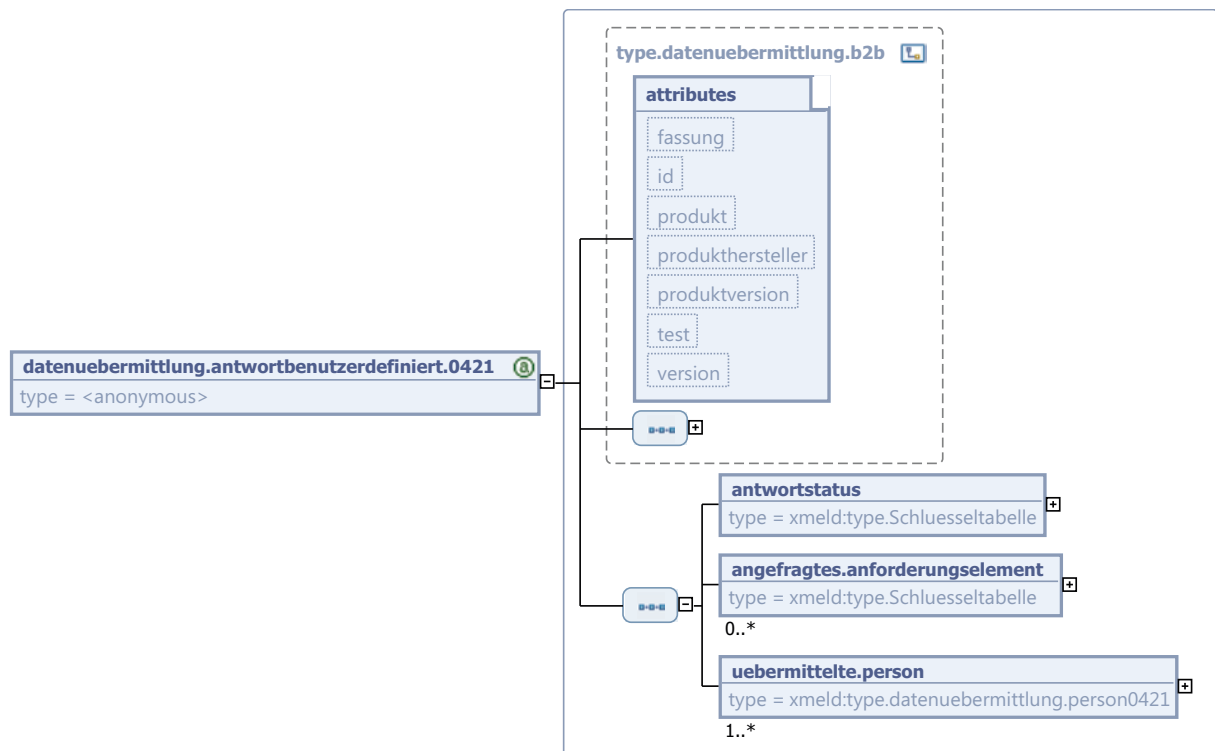 type.datenuebermittlung.b2b
attributes
fassung
id
produkt
produkthersteller
produktversion
test
version
datenuebermittlung.antwortbenutzerdefiniert.0421
type = <anonymous>
antwortstatus
type = xmeld:type.Schluesseltabelle
angefragtes.anforderungselement
type = xmeld:type.Schluesseltabelle
0..*
uebermittelte.person
type = xmeld:type.datenuebermittlung.person0421
1..*